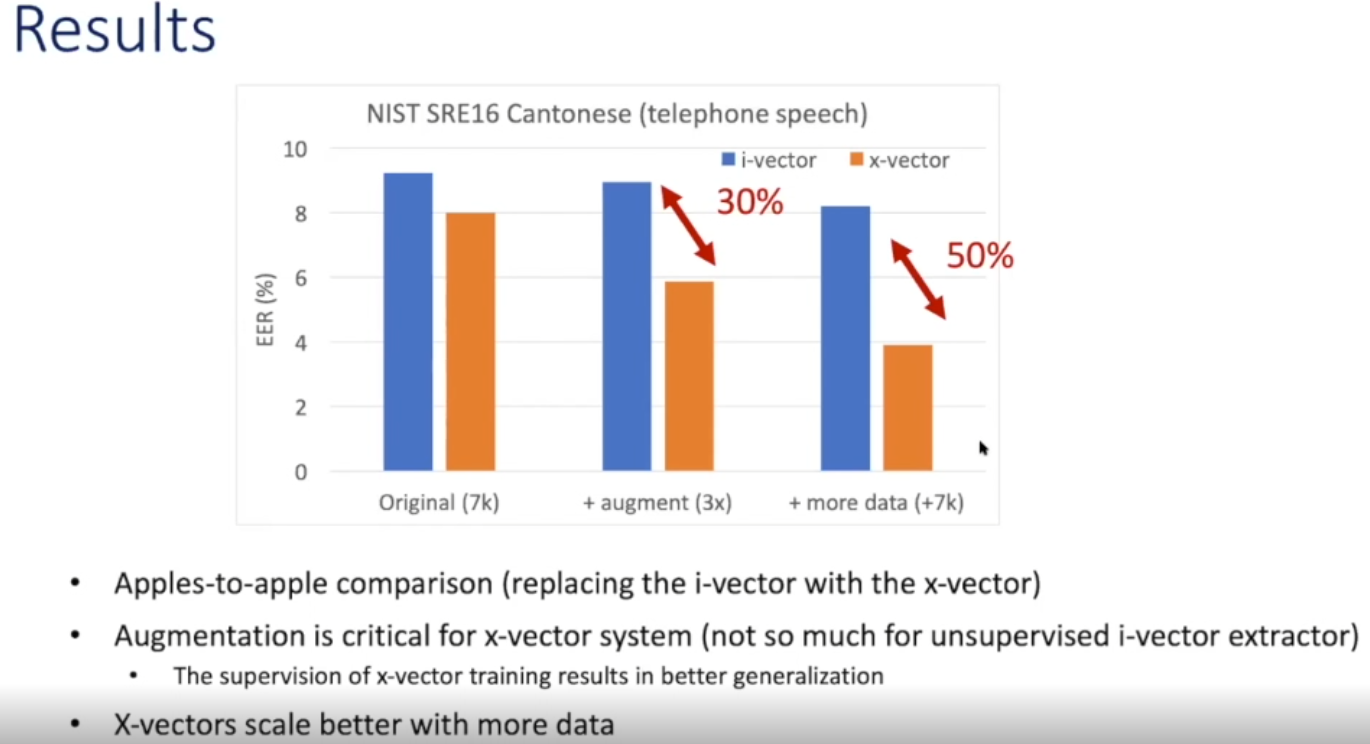 Results
NIST SRE16 Cantonese (telephone speech)
10
i-vector x-vector
30%
8
50%
6
EER (%)
4
2
0
Original (7k) + augment (3x) + more data (+7k)
• Apples-to-apple comparison (replacing the i-vector with the x-vector)
• Augmentation is critical for x-vector system (not so much for unsupervised i-vector extractor)
• The supervision of x-vector training results in better generalization
• X-vectors scale better with more data